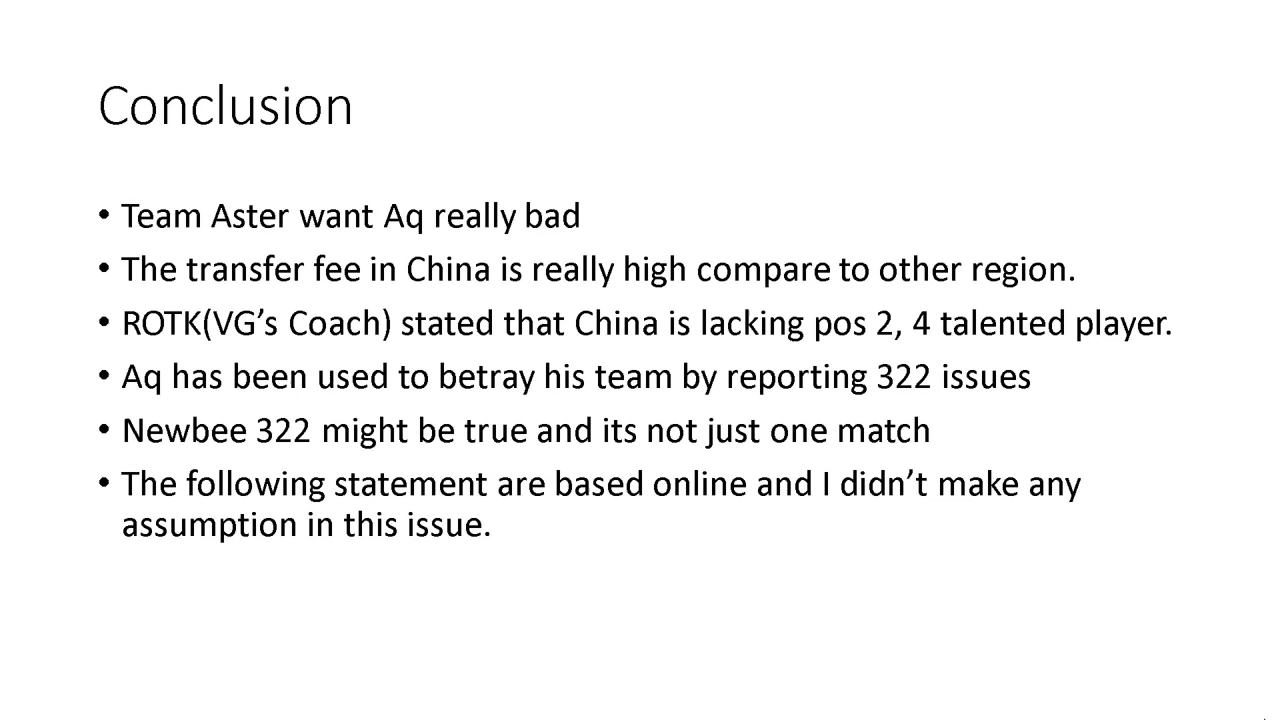 Conclusion
• Team Aster want Aq really bad
• The transfer fee in China is really high compare to other region.
• ROTK(VG’s Coach) stated that China is lacking pos 2, 4 talented player.
• Aq has been used to betray his team by reporting 322 issues
• Newbee 322 might be true and its not just one match
• The following statement are based online and I didn’t make any
assumption in this issue.